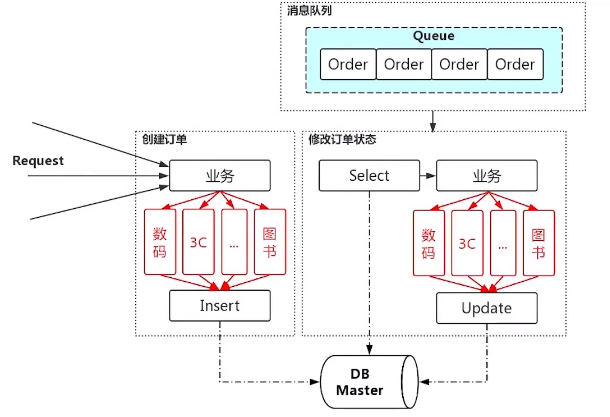 消息队列
Queue
Order Order Order Order
创建订单
修改订单状态
Request
业务
Select
业务
数码
3C
...
图书
数码
3C
...
图书
Insert
Update
DB
Master